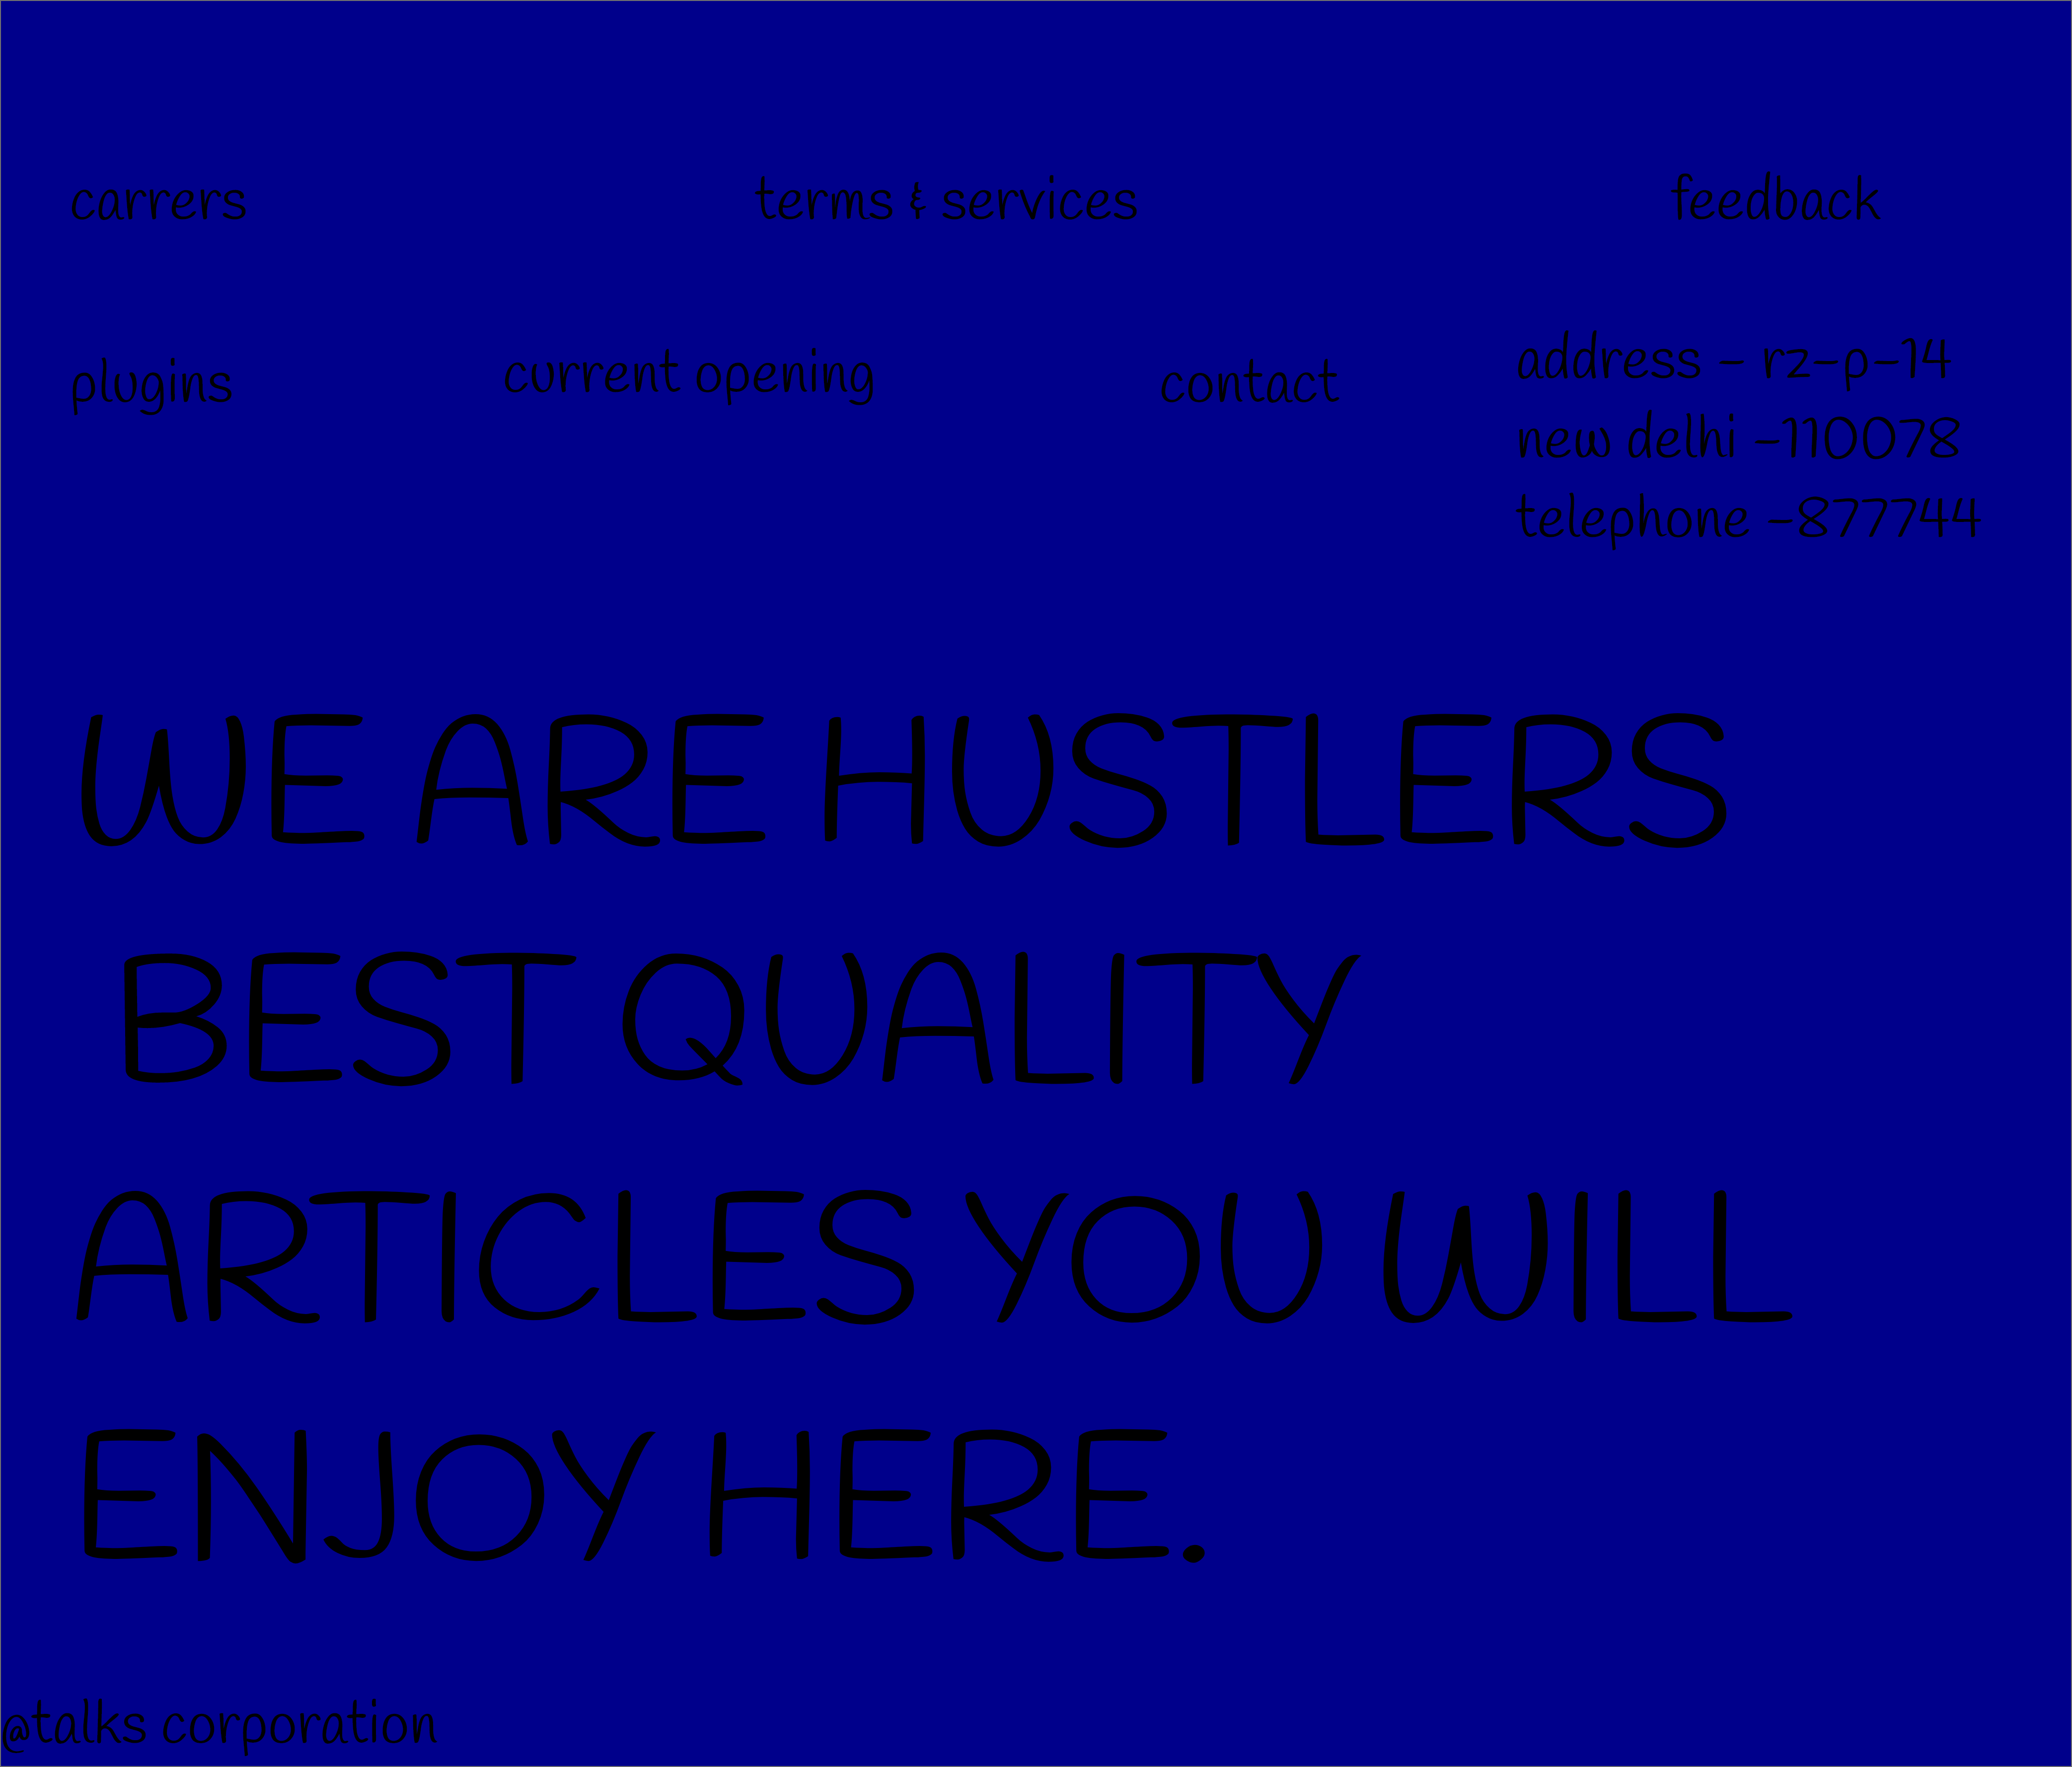 carrers terms & services feedback
plugins current opening contact address - rz-p-14
new delhi -110078
telephone -877744
WE ARE HUSTLERS
BEST QUALITY
ARTICLES YOU WILL
ENJOY HERE.
@talks corporation